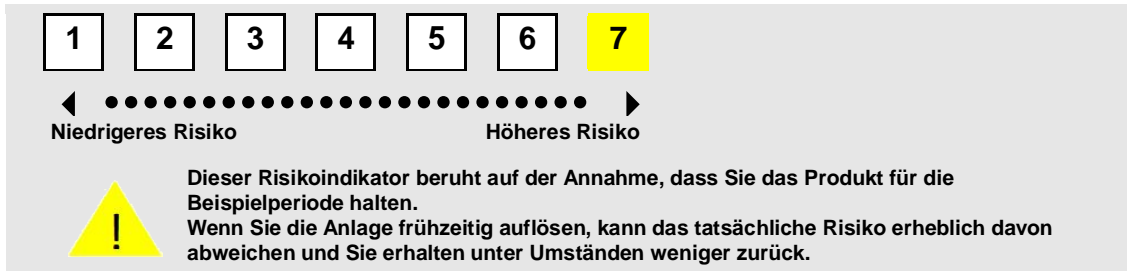 1 2 3 4 5 6 7
Niedrigeres Risiko Höheres Risiko
Dieser Risikoindikator beruht auf der Annahme, dass Sie das Produkt für die
Beispielperiode halten.
Wenn Sie die Anlage frühzeitig auflösen, kann das tatsächliche Risiko erheblich davon
abweichen und Sie erhalten unter Umständen weniger zurück.
!